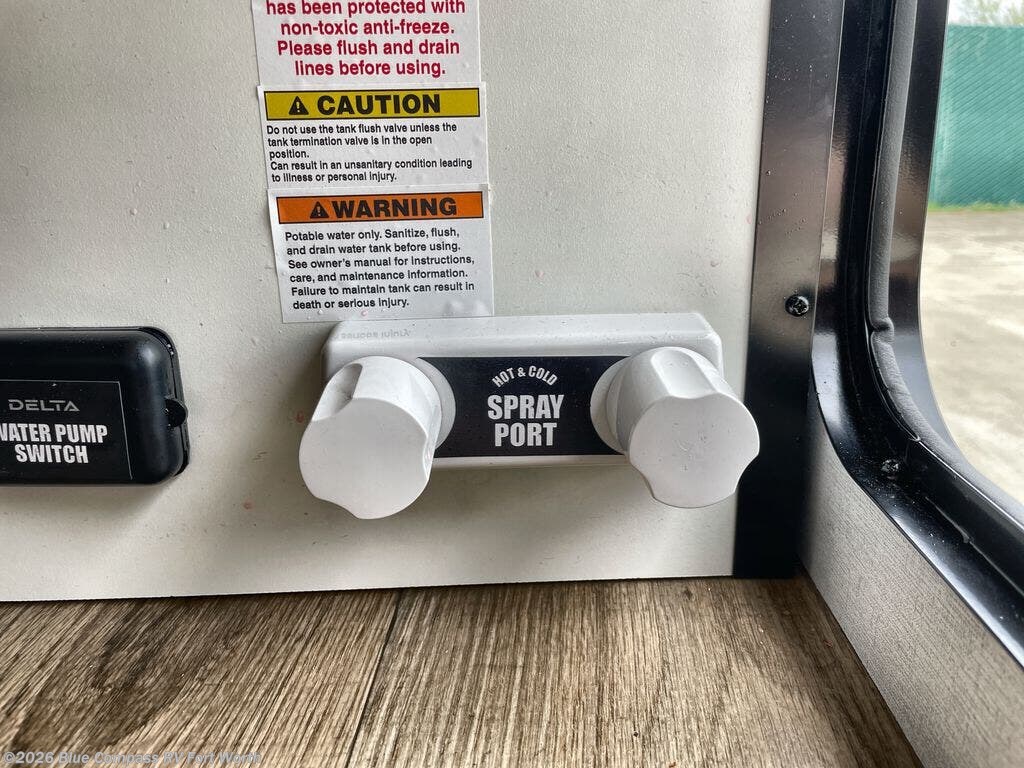 has been protected with
non-toxic anti-freeze.
Please flush and drain
lines before using.
CAUTION
Do not use the tank flush valve unless the
tank termination valve is in the open
position.
Can result in an unsanitary condition leading
to illness or personal injury.
WARNING
Potable water only. Sanitize, flush,
and drain water tank before using.
See owner's manual for instructions,
care, and maintenance information.
Failure to maintain tank can result in
death or serious injury.
HOT & COLD
SPRAY
PORT
DELTA
WATER PUMP
SWITCH
©2026 Blue Compass RV Fort Worth